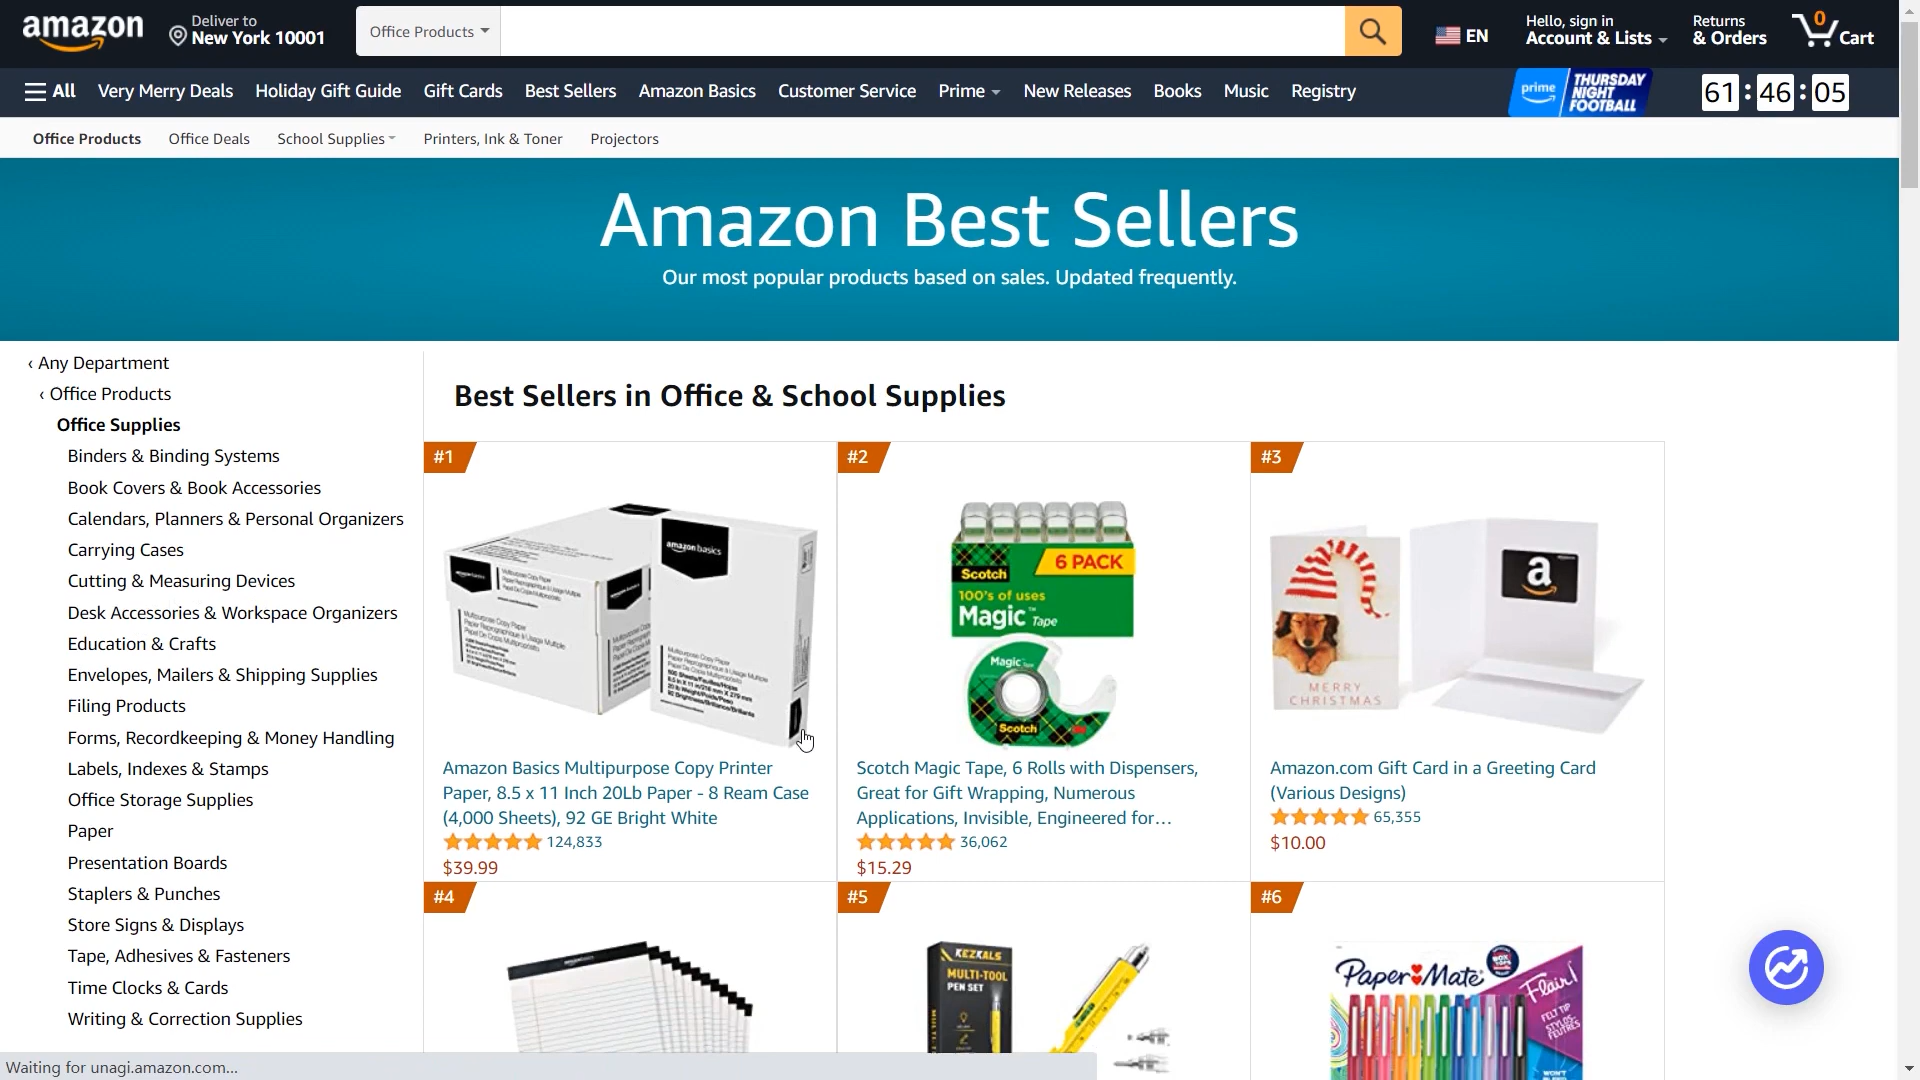 amazon
Deliver to
New York 10001
Office Products
EN
Hello, sign in
Account & Lists
Returns
& Orders
0
Cart
All
Very Merry Deals
Holiday Gift Guide
Gift Cards
Best Sellers
Amazon Basics
Customer Service
Prime
New Releases
Books
Music
Registry
prime
THURSDAY
NIGHT
FOOTBALL
61:46:05
Office Products
Office Deals
School Supplies
Printers, Ink & Toner
Projectors
Amazon Best Sellers
Our most popular products based on sales. Updated frequently.
‹ Any Department
‹ Office Products
Office Supplies
Binders & Binding Systems
Book Covers & Book Accessories
Calendars, Planners & Personal Organizers
Carrying Cases
Cutting & Measuring Devices
Desk Accessories & Workspace Organizers
Education & Crafts
Envelopes, Mailers & Shipping Supplies
Filing Products
Forms, Recordkeeping & Money Handling
Labels, Indexes & Stamps
Office Storage Supplies
Paper
Presentation Boards
Staplers & Punches
Store Signs & Displays
Tape, Adhesives & Fasteners
Time Clocks & Cards
Writing & Correction Supplies
Best Sellers in Office & School Supplies
#1
amazon basics
Multipurpose Copy Paper
Amazon Basics Multipurpose Copy Printer
Paper, 8.5 x 11 Inch 20Lb Paper - 8 Ream Case
(4,000 Sheets), 92 GE Bright White
124,833
$39.99
#2
Scotch
6 PACK
100's of uses
Magic™ Tape
Magic™
Scotch
Scotch Magic Tape, 6 Rolls with Dispensers,
Great for Gift Wrapping, Numerous
Applications, Invisible, Engineered for…
36,062
$15.29
#3
MERRY
CHRISTMAS
a
Amazon.com Gift Card in a Greeting Card
(Various Designs)
65,355
$10.00
#4
#5
KEZKALS
MULTI-TOOL
PEN SET
#6
Paper Mate
Flair!
FELT TIP
Waiting for unagi.amazon.com...